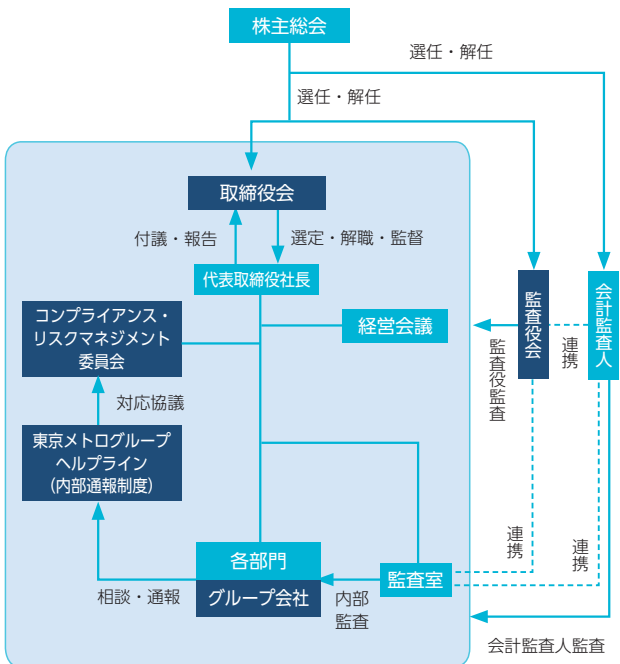 株主総会
選任・解任
選任・解任
取締役会
付議・報告
選定・解職・監督
代表取締役社長
経営会議
コンプライアンス・
リスクマネジメント
委員会
対応協議
東京メトログループ
ヘルプライン
(内部通報制度)
相談・通報
各部門
グループ会社
内部
監査
監査室
監査役会
監査役監査
連携
会計監査人
連携
連携
会計監査人監査